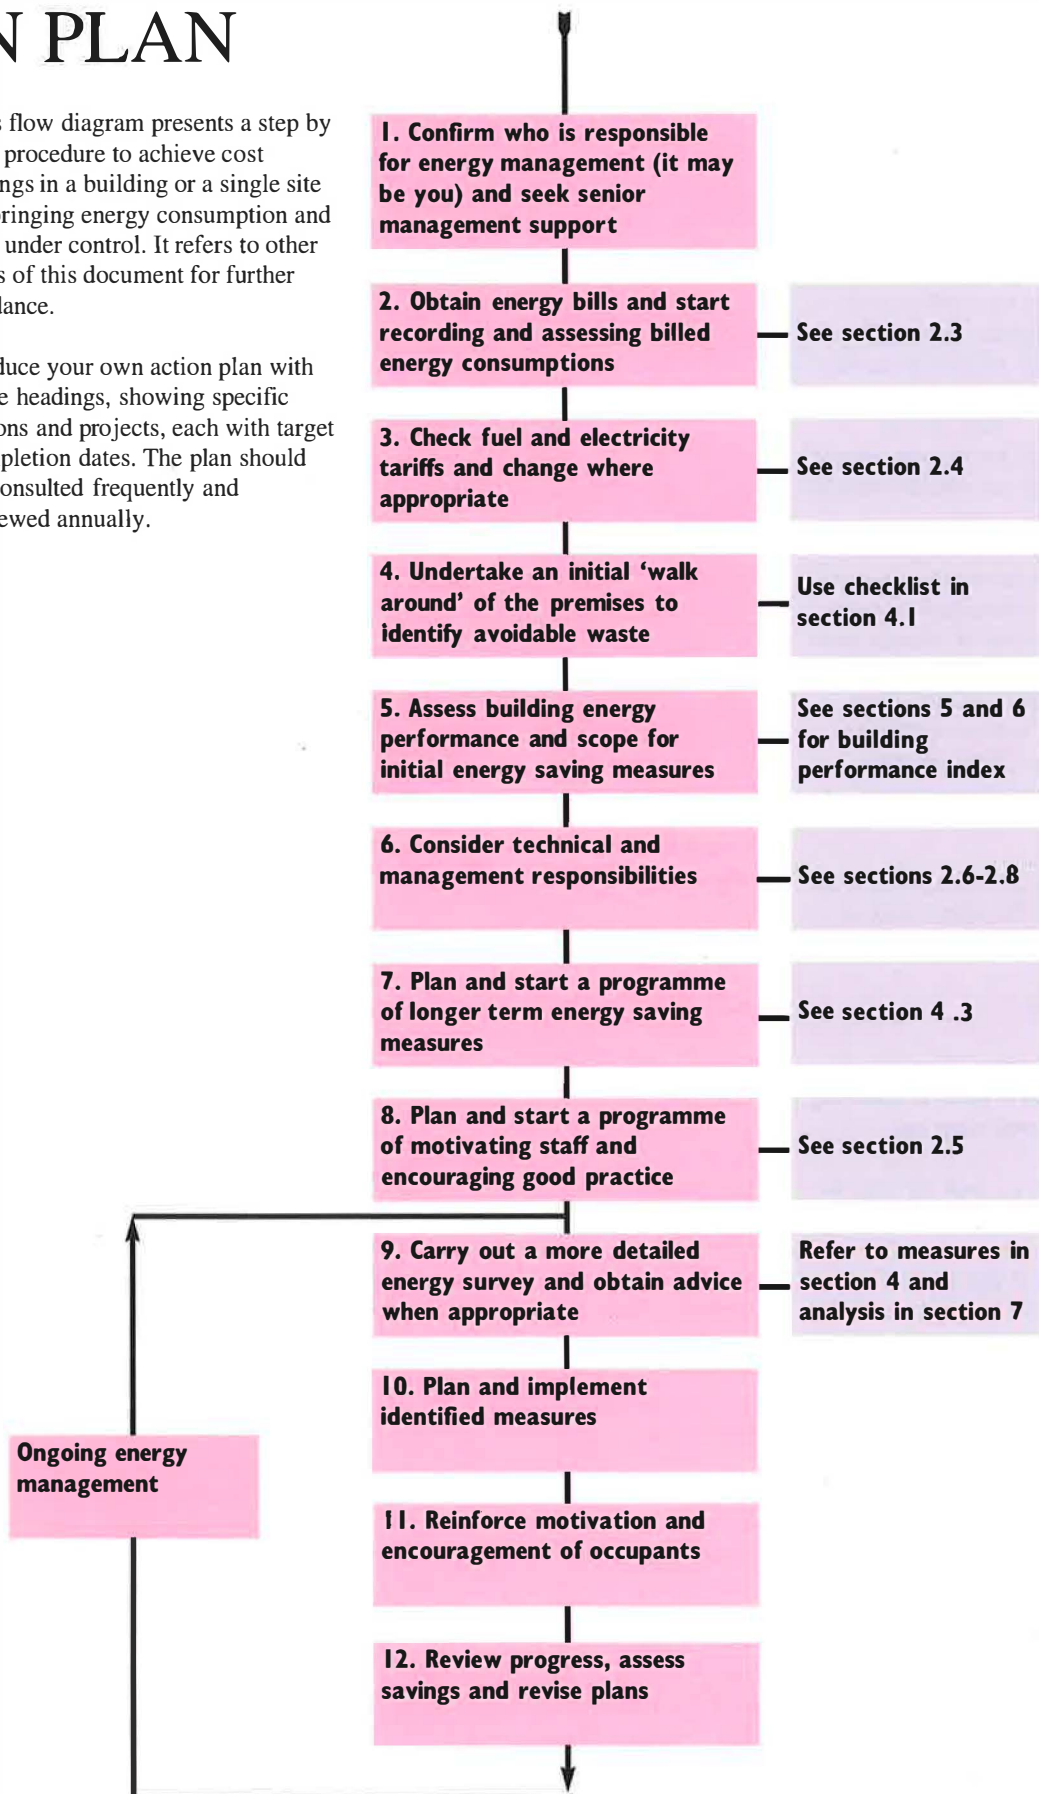 N PLAN
s flow diagram presents a step by
procedure to achieve cost
ngs in a building or a single site
bringing energy consumption and
under control. It refers to other
s of this document for further
dance.
duce your own action plan with
e headings, showing specific
ons and projects, each with target
pletion dates. The plan should
consulted frequently and
ewed annually.
1. Confirm who is responsible
for energy management (it may
be you) and seek senior
management support
2. Obtain energy bills and start
recording and assessing billed
energy consumptions
See section 2.3
3. Check fuel and electricity
tariffs and change where
appropriate
See section 2.4
4. Undertake an initial ‘walk
around’ of the premises to
identify avoidable waste
Use checklist in
section 4.1
5. Assess building energy
performance and scope for
initial energy saving measures
See sections 5 and 6
for building
performance index
6. Consider technical and
management responsibilities
See sections 2.6-2.8
7. Plan and start a programme
of longer term energy saving
measures
See section 4 .3
8. Plan and start a programme
of motivating staff and
encouraging good practice
See section 2.5
9. Carry out a more detailed
energy survey and obtain advice
when appropriate
Refer to measures in
section 4 and
analysis in section 7
10. Plan and implement
identified measures
Ongoing energy
management
11. Reinforce motivation and
encouragement of occupants
12. Review progress, assess
savings and revise plans